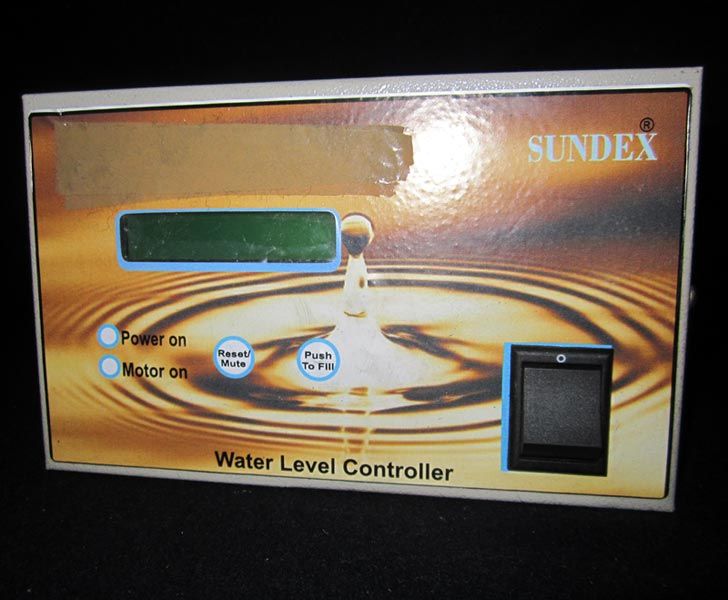 SUNDEX®
Power on
Motor on
Reset/
Mute
Push
To Fill
Water Level Controller